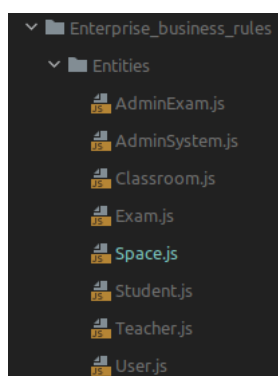 Enterprise_business_rules
Entities
AdminExam.js
AdminSystem.js
Classroom.js
Exam.js
Space.js
Student.js
Teacher.js
User.js